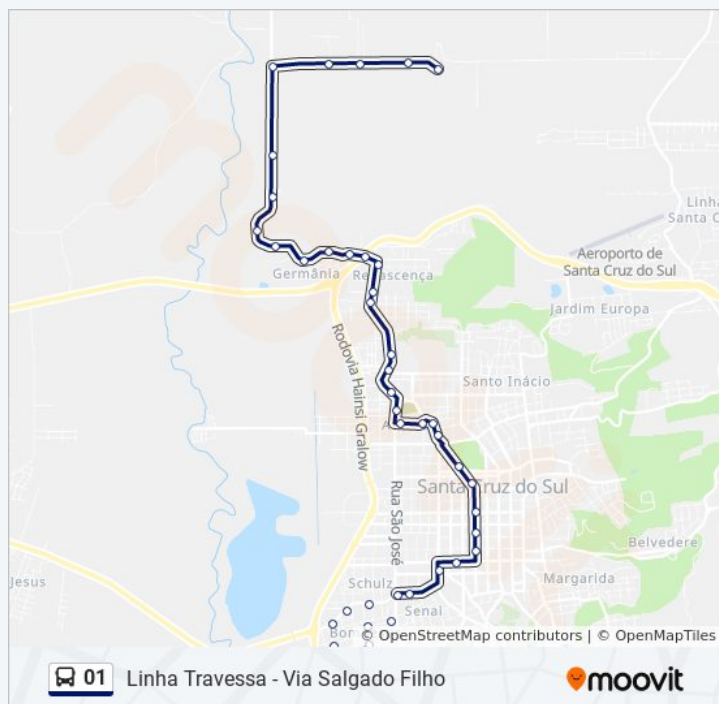 Linha
Santa C
Aeroporto de
Santa Cruz do Sul
Germânia
Jardim Europa
Rodovia Hainsi Gralow
Santo Inácio
Santa Cruz do Sul
Rua São José
Belvedere
Jesus
Schulz
Margarida
Senai
Bor
© OpenStreetMap contributors | © OpenMapTiles
01 Linha Travessa - Via Salgado Filho
moovit